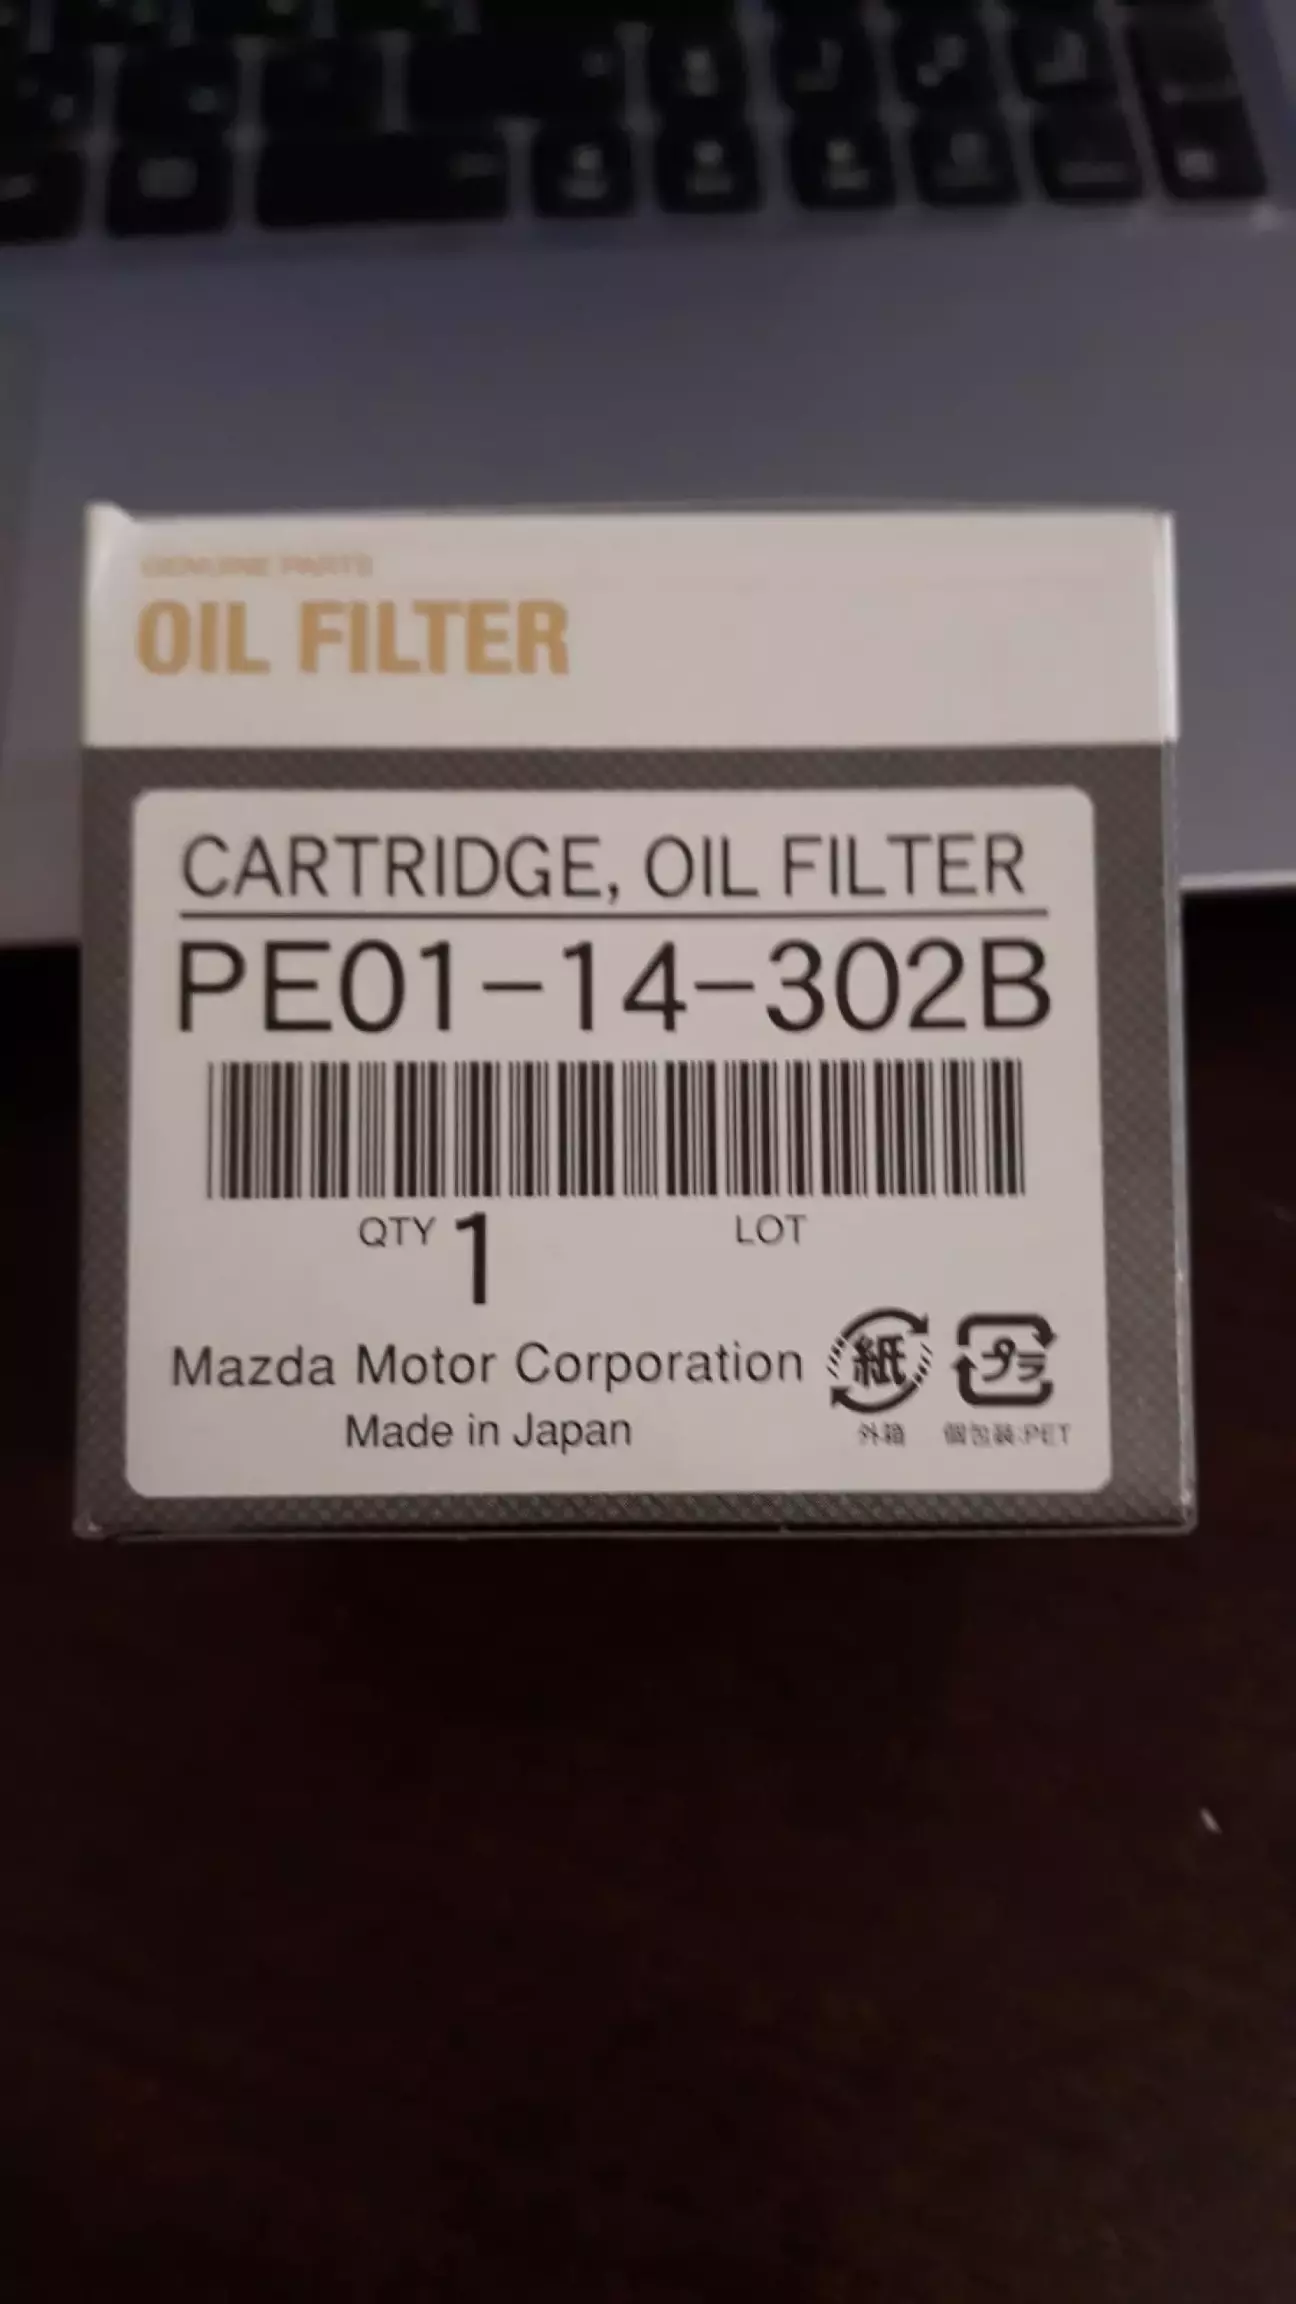 GENUINE PARTS
OIL FILTER
CARTRIDGE, OIL FILTER
PE01-14-302B
QTY 1 LOT
Mazda Motor Corporation
Made in Japan
紙 プラ
外箱 個包装:PET